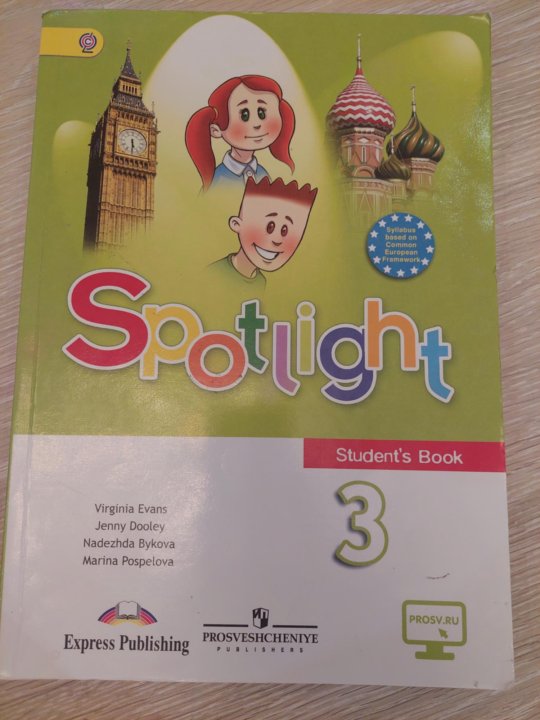 Syllabus
based on
Common
European
Framework
Spotlight
Student's Book
3
Virginia Evans
Jenny Dooley
Nadezhda Bykova
Marina Pospelova
Express Publishing
PROSVESHCHENIYE
PUBLISHERS
PROSV.RU